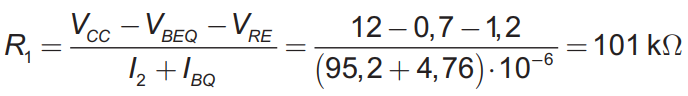 R₁ = (V_CC − V_BEQ − V_RE) / (I₂ + I_BQ) = (12 − 0,7 − 1,2) / ((95,2 + 4,76)·10⁻⁶) = 101 kΩ